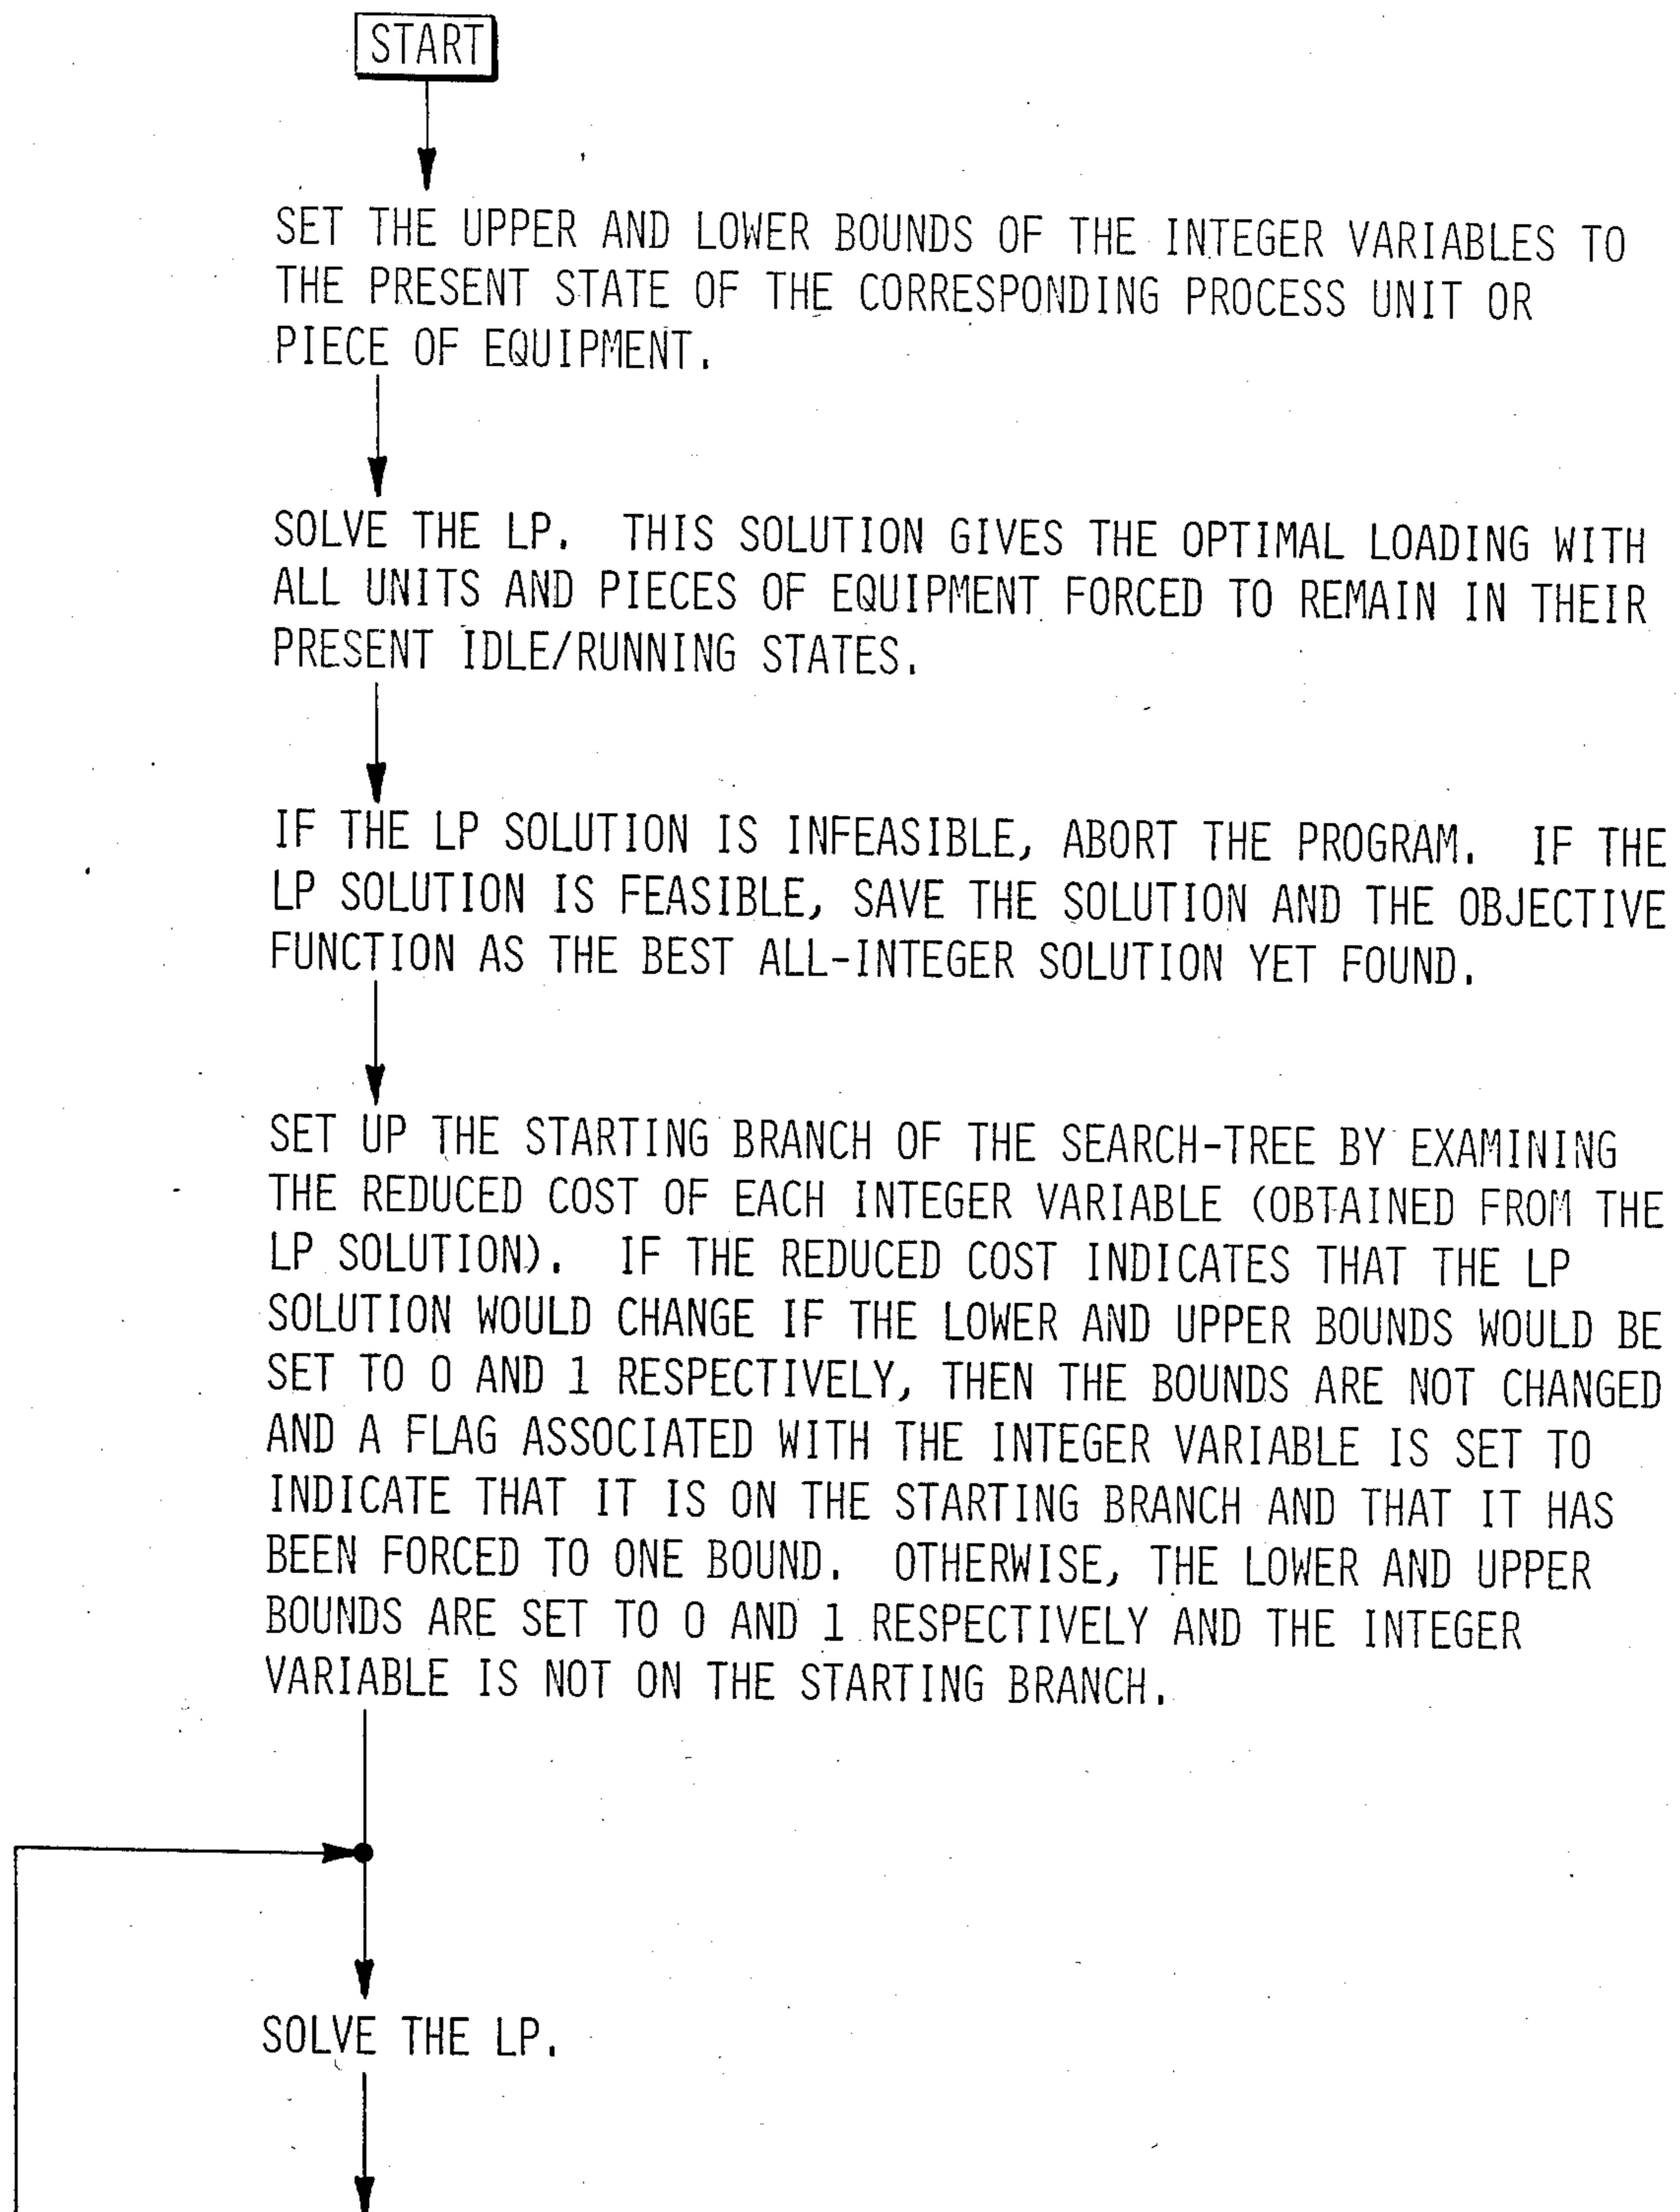 START
SET THE UPPER AND LOWER BOUNDS OF THE INTEGER VARIABLES TO
THE PRESENT STATE OF THE CORRESPONDING PROCESS UNIT OR
PIECE OF EQUIPMENT.
SOLVE THE LP. THIS SOLUTION GIVES THE OPTIMAL LOADING WITH
ALL UNITS AND PIECES OF EQUIPMENT FORCED TO REMAIN IN THEIR
PRESENT IDLE/RUNNING STATES.
IF THE LP SOLUTION IS INFEASIBLE, ABORT THE PROGRAM. IF THE
LP SOLUTION IS FEASIBLE, SAVE THE SOLUTION AND THE OBJECTIVE
FUNCTION AS THE BEST ALL-INTEGER SOLUTION YET FOUND.
SET UP THE STARTING BRANCH OF THE SEARCH-TREE BY EXAMINING
THE REDUCED COST OF EACH INTEGER VARIABLE (OBTAINED FROM THE
LP SOLUTION). IF THE REDUCED COST INDICATES THAT THE LP
SOLUTION WOULD CHANGE IF THE LOWER AND UPPER BOUNDS WOULD BE
SET TO 0 AND 1 RESPECTIVELY, THEN THE BOUNDS ARE NOT CHANGED
AND A FLAG ASSOCIATED WITH THE INTEGER VARIABLE IS SET TO
INDICATE THAT IT IS ON THE STARTING BRANCH AND THAT IT HAS
BEEN FORCED TO ONE BOUND. OTHERWISE, THE LOWER AND UPPER
BOUNDS ARE SET TO 0 AND 1 RESPECTIVELY AND THE INTEGER
VARIABLE IS NOT ON THE STARTING BRANCH.
SOLVE THE LP.